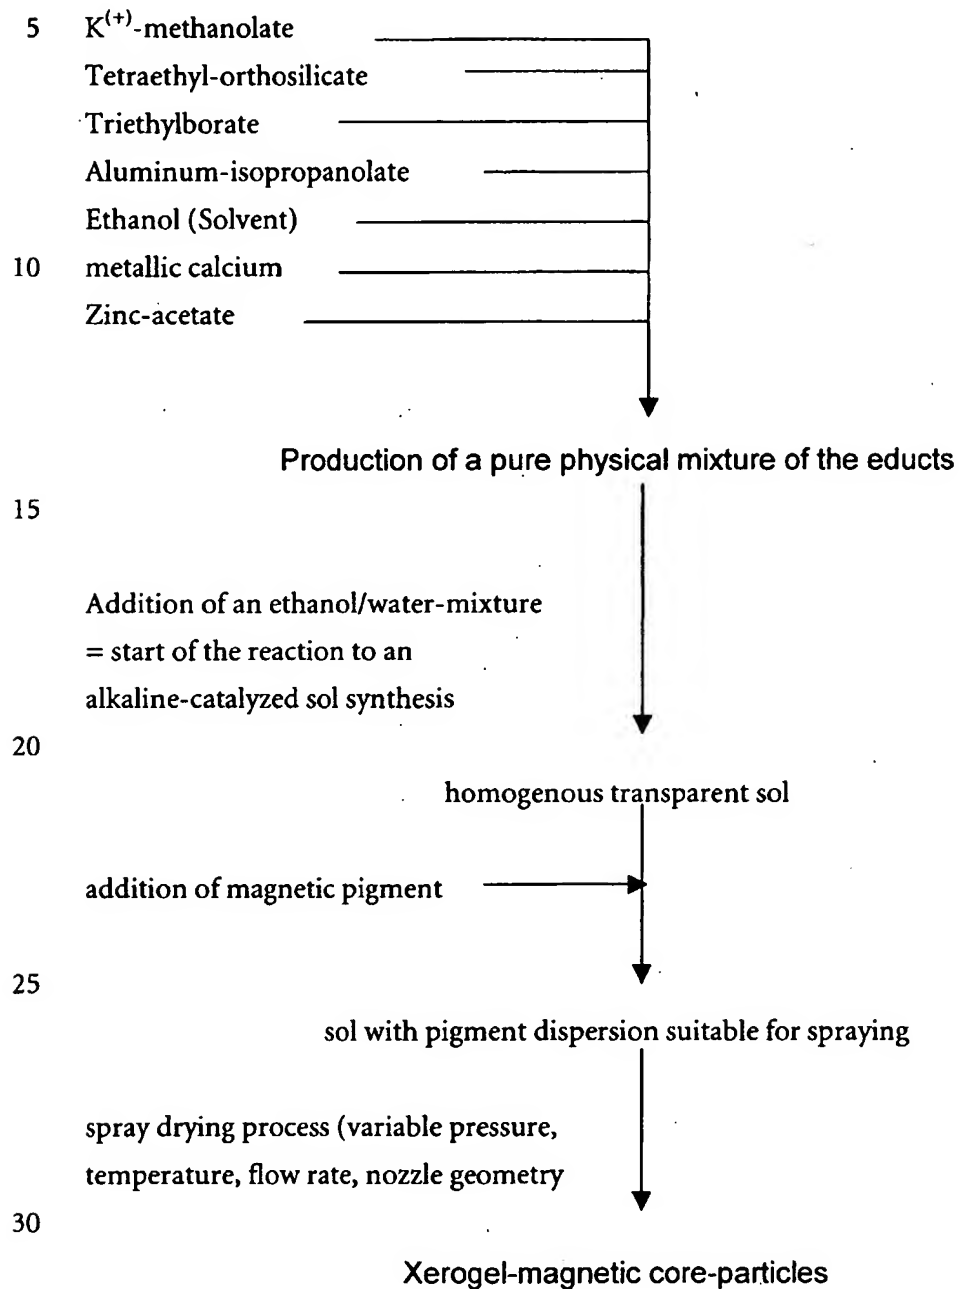 5 K(+)-methanolate
Tetraethyl-orthosilicate
Triethylborate
Aluminum-isopropanolate
Ethanol (Solvent)
10 metallic calcium
Zinc-acetate
Production of a pure physical mixture of the educts
15
Addition of an ethanol/water-mixture
= start of the reaction to an
alkaline-catalyzed sol synthesis
20
homogenous transparent sol
addition of magnetic pigment
25
sol with pigment dispersion suitable for spraying
spray drying process (variable pressure,
temperature, flow rate, nozzle geometry
30
Xerogel-magnetic core-particles